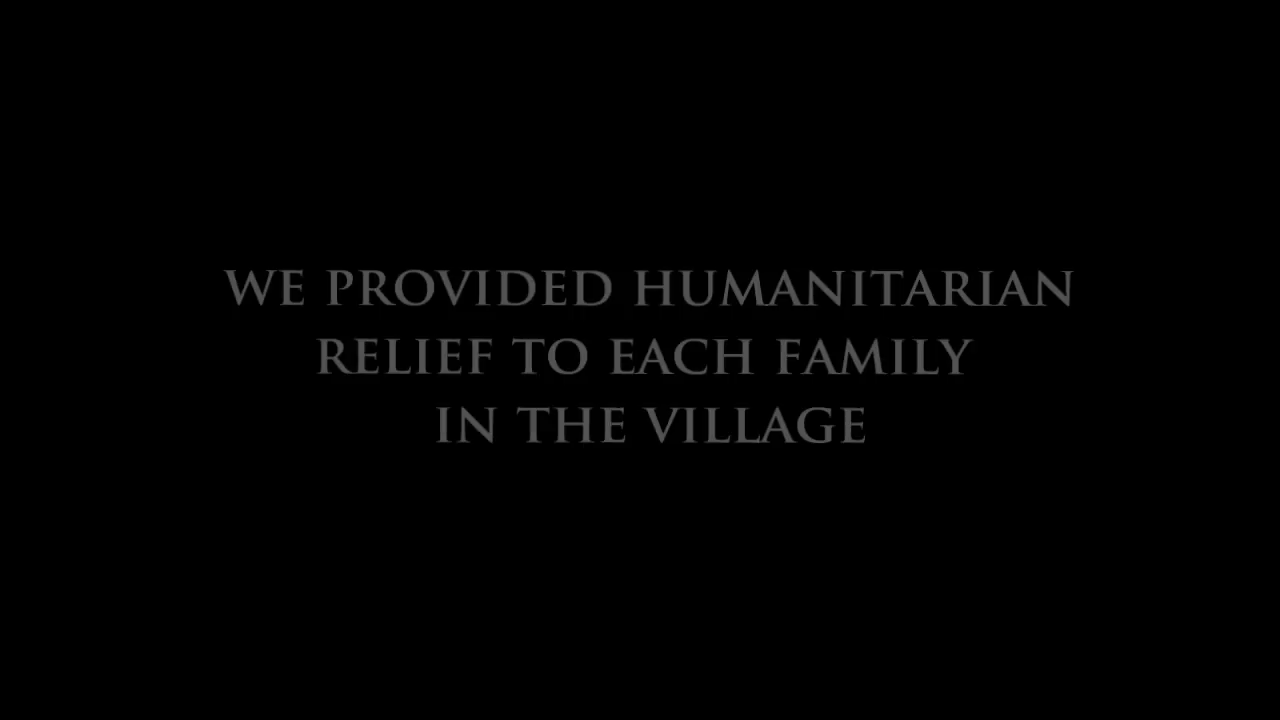 WE PROVIDED HUMANITARIAN
RELIEF TO EACH FAMILY
IN THE VILLAGE